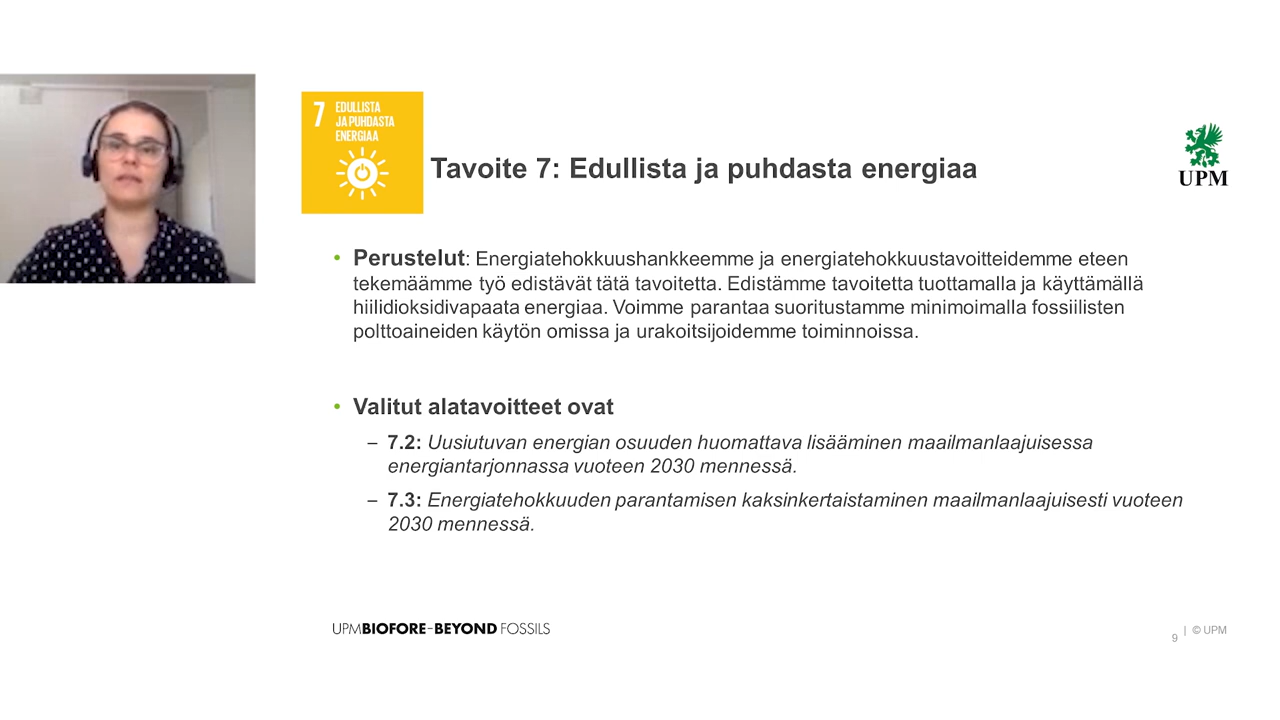 7 EDULLISTA
JA PUHDASTA
ENERGIAA
Tavoite 7: Edullista ja puhdasta energiaa
UPM
• Perustelut: Energiatehokkuushankkeemme ja energiatehokkuustavoitteidemme eteen
tekemäämme työ edistävät tätä tavoitetta. Edistämme tavoitetta tuottamalla ja käyttämällä
hiilidioksidivapaata energiaa. Voimme parantaa suoritustamme minimoimalla fossiilisten
polttoaineiden käytön omissa ja urakoitsijoidemme toiminnoissa.
• Valitut alatavoitteet ovat
– 7.2: Uusiutuvan energian osuuden huomattava lisääminen maailmanlaajuisessa
energiantarjonnassa vuoteen 2030 mennessä.
– 7.3: Energiatehokkuuden parantamisen kaksinkertaistaminen maailmanlaajuisesti vuoteen
2030 mennessä.
UPM BIOFORE–BEYOND FOSSILS
9 | © UPM